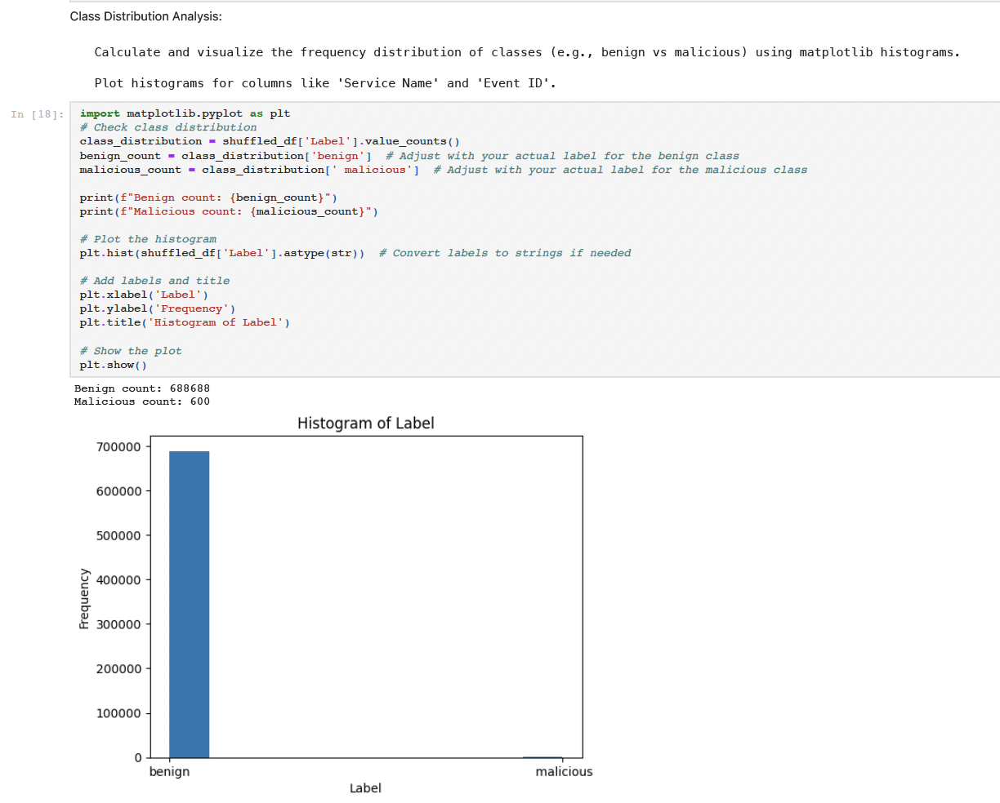 Class Distribution Analysis:
Calculate and visualize the frequency distribution of classes (e.g., benign vs malicious) using matplotlib histograms.
Plot histograms for columns like 'Service Name' and 'Event ID'.
In [18]:
import matplotlib.pyplot as plt
# Check class distribution
class_distribution = shuffled_df['Label'].value_counts()
benign_count = class_distribution['benign']  # Adjust with your actual label for the benign class
malicious_count = class_distribution[' malicious']  # Adjust with your actual label for the malicious class
print(f"Benign count: {benign_count}")
print(f"Malicious count: {malicious_count}")
# Plot the histogram
plt.hist(shuffled_df['Label'].astype(str))  # Convert labels to strings if needed
# Add labels and title
plt.xlabel('Label')
plt.ylabel('Frequency')
plt.title('Histogram of Label')
# Show the plot
plt.show()
Benign count: 688688
Malicious count: 600
Histogram of Label
700000
600000
500000
400000
300000
200000
100000
0
Frequency
benign
malicious
Label